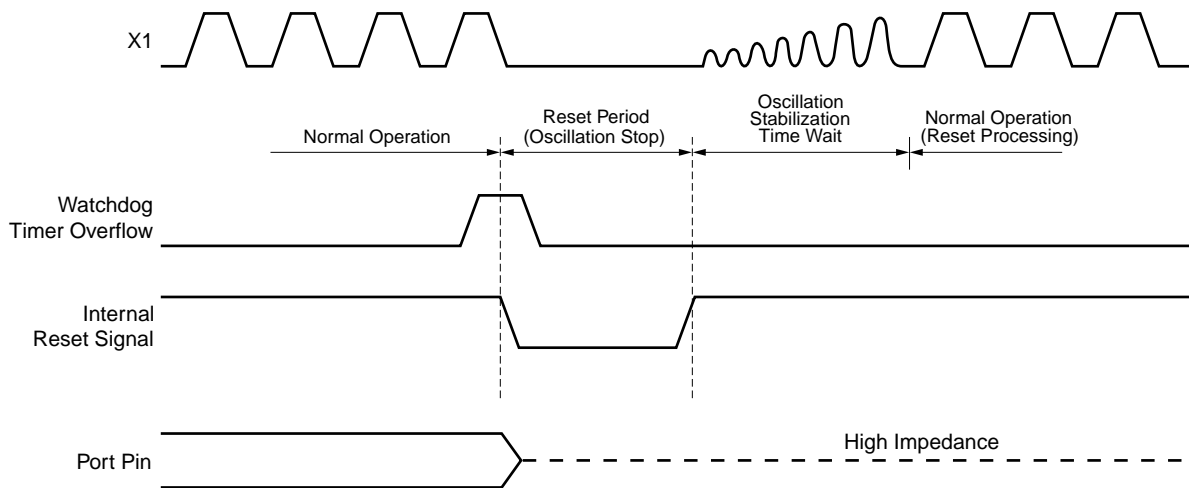 X1
Normal Operation
Reset Period
(Oscillation Stop)
Oscillation
Stabilization
Time Wait
Normal Operation
(Reset Processing)
Watchdog
Timer Overflow
Internal
Reset Signal
Port Pin
High Impedance